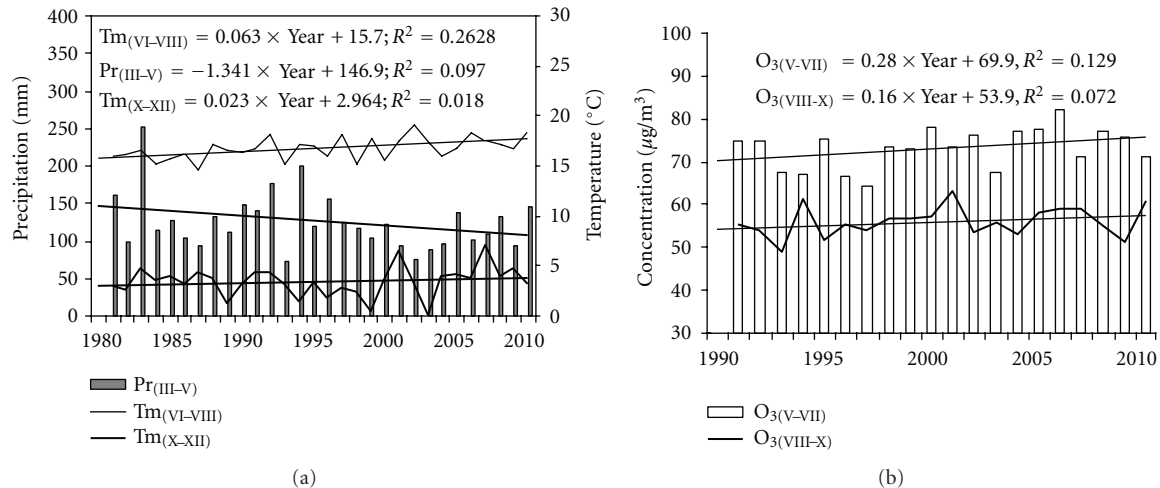 400
350
300
250
200
150
100
50
0
Precipitation (mm)
Tm(VI–VIII) = 0.063 × Year + 15.7; R² = 0.2628
Pr(III–V) = −1.341 × Year + 146.9; R² = 0.097
Tm(X–XII) = 0.023 × Year + 2.964; R² = 0.018
30
25
20
15
10
5
0
Temperature (°C)
1980 1985 1990 1995 2000 2005 2010
Pr(III–V)
Tm(VI–VIII)
Tm(X–XII)
(a)
100
90
80
70
60
50
40
30
Concentration (μg/m³)
O3(V-VII) = 0.28 × Year + 69.9, R² = 0.129
O3(VIII-X) = 0.16 × Year + 53.9, R² = 0.072
1990 1995 2000 2006 2010
O3(V–VII)
O3(VIII–X)
(b)